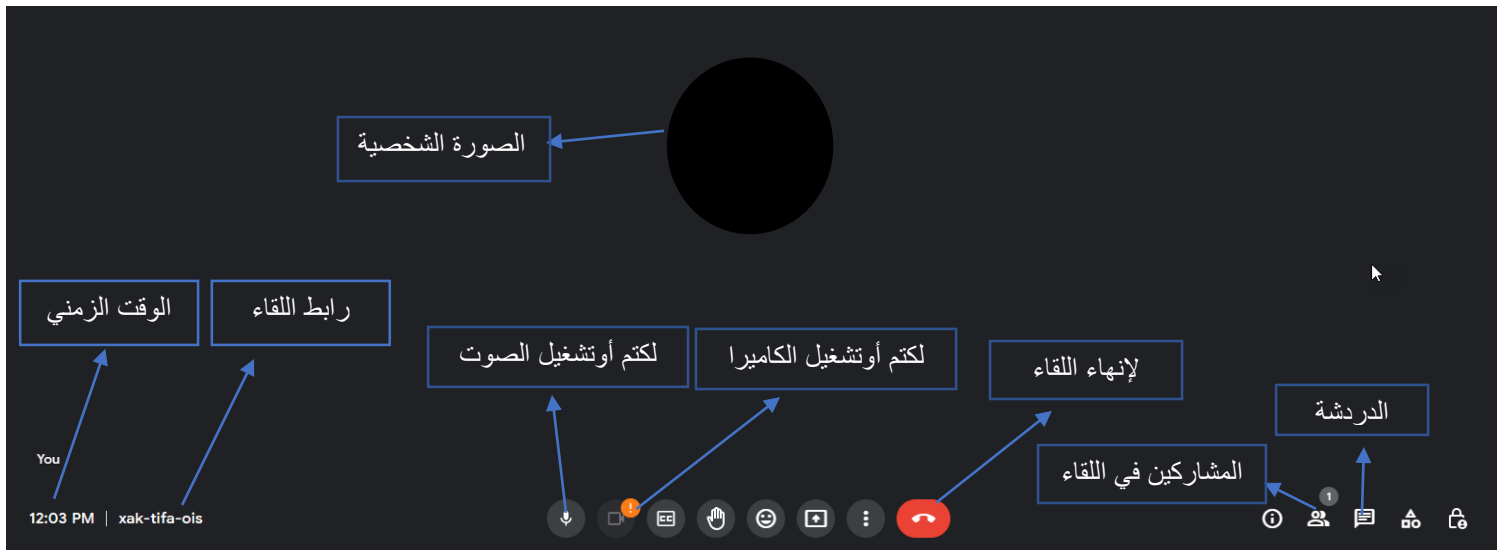 الصورة الشخصية
الوقت الزمني
رابط اللقاء
لكتم أوتشغيل الصوت
لكتم أوتشغيل الكاميرا
لإنهاء اللقاء
الدردشة
المشاركين في اللقاء
You
12:03 PM | xak-tifa-ois
CC
!
1